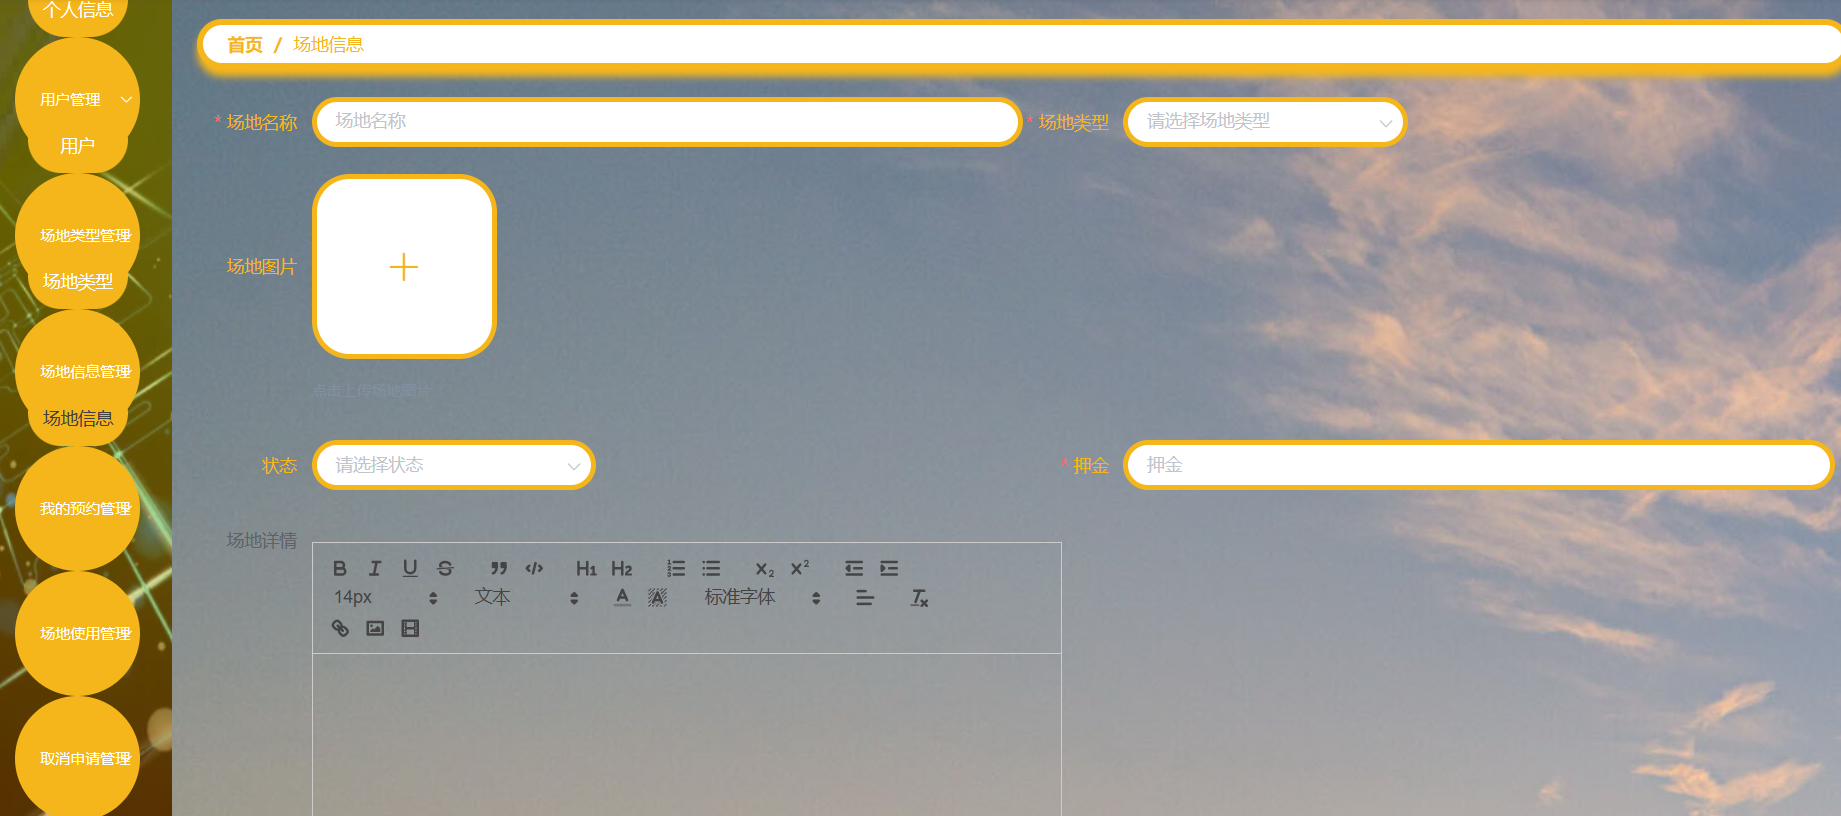 个人信息
用户管理
用户
场地类型管理
场地类型
场地信息管理
场地信息
我的预约管理
场地使用管理
取消申请管理
首页 / 场地信息
* 场地名称 场地名称 * 场地类型 请选择场地类型
场地图片
点击上传场地图片
状态 请选择状态 * 押金 押金
场地详情
B I U S ” </> H1 H2 X2 X2
14px 文本 A A 标准字体 Tx